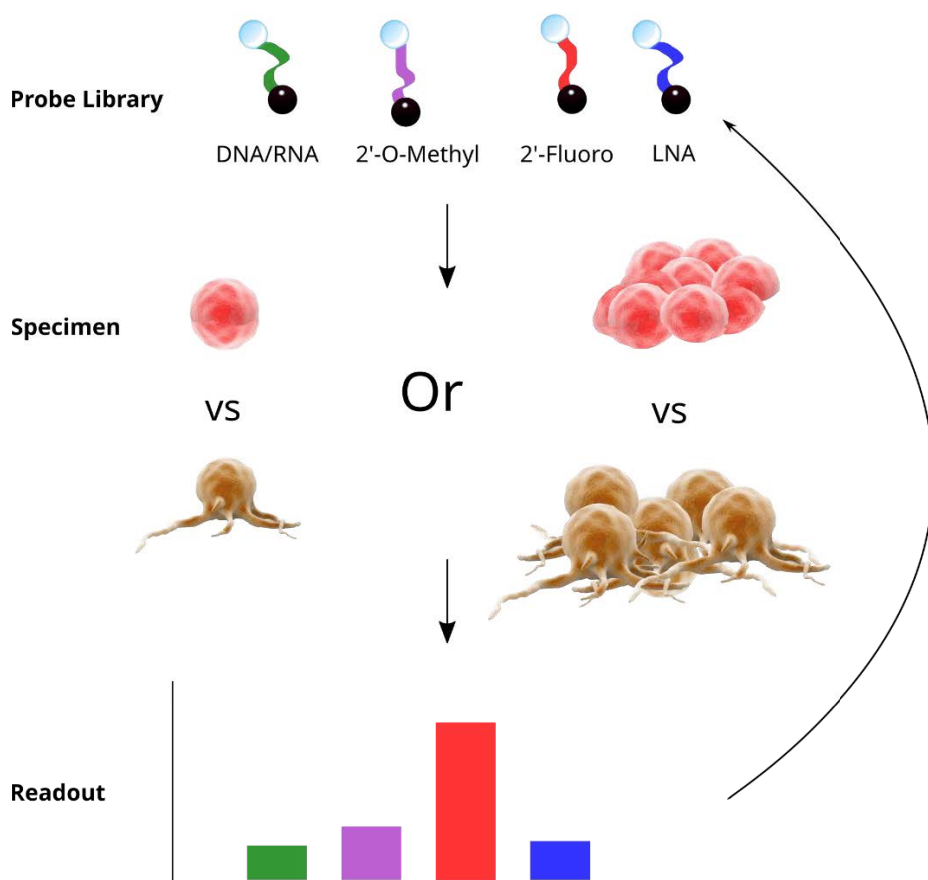 Probe Library
DNA/RNA 2'-O-Methyl 2'-Fluoro LNA
Specimen
vs Or vs
Readout